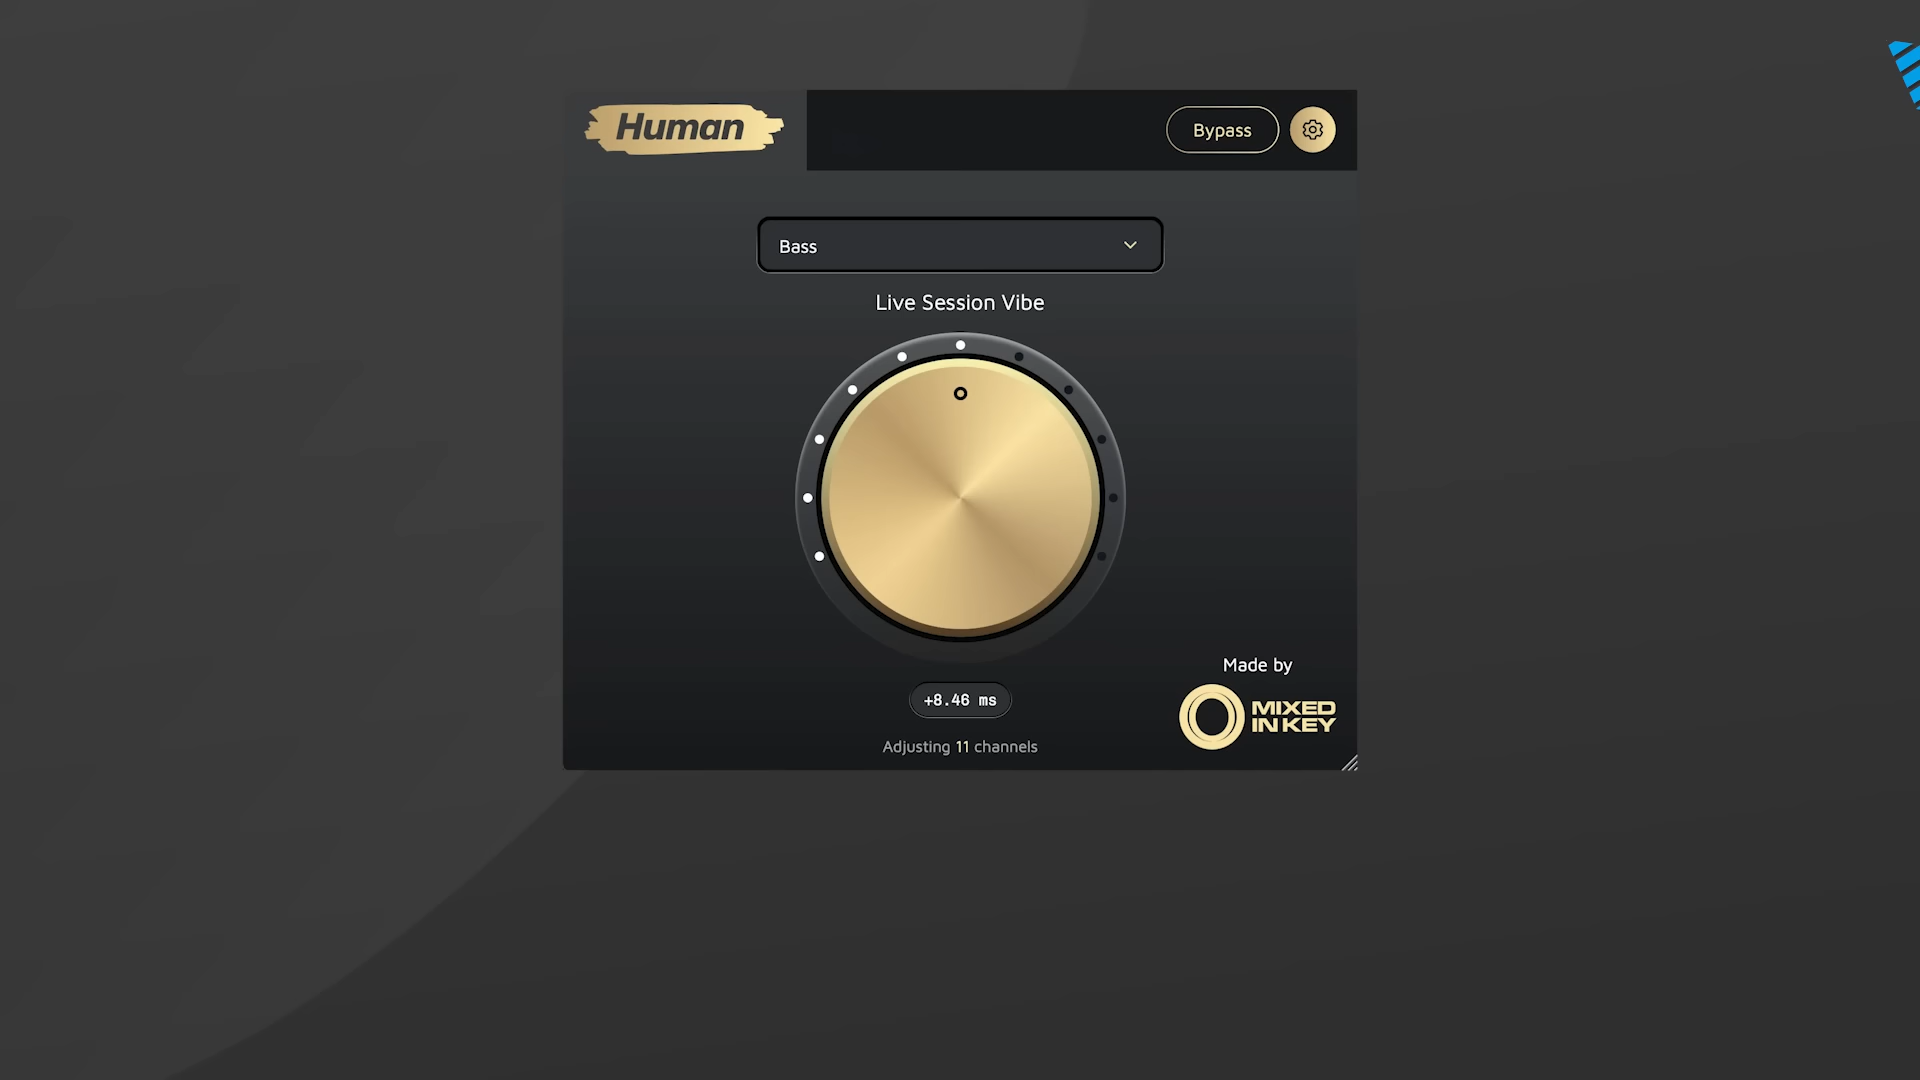 Human
Bypass
Bass
Live Session Vibe
+8.46 ms
Adjusting 11 channels
Made by
MIXED
IN KEY